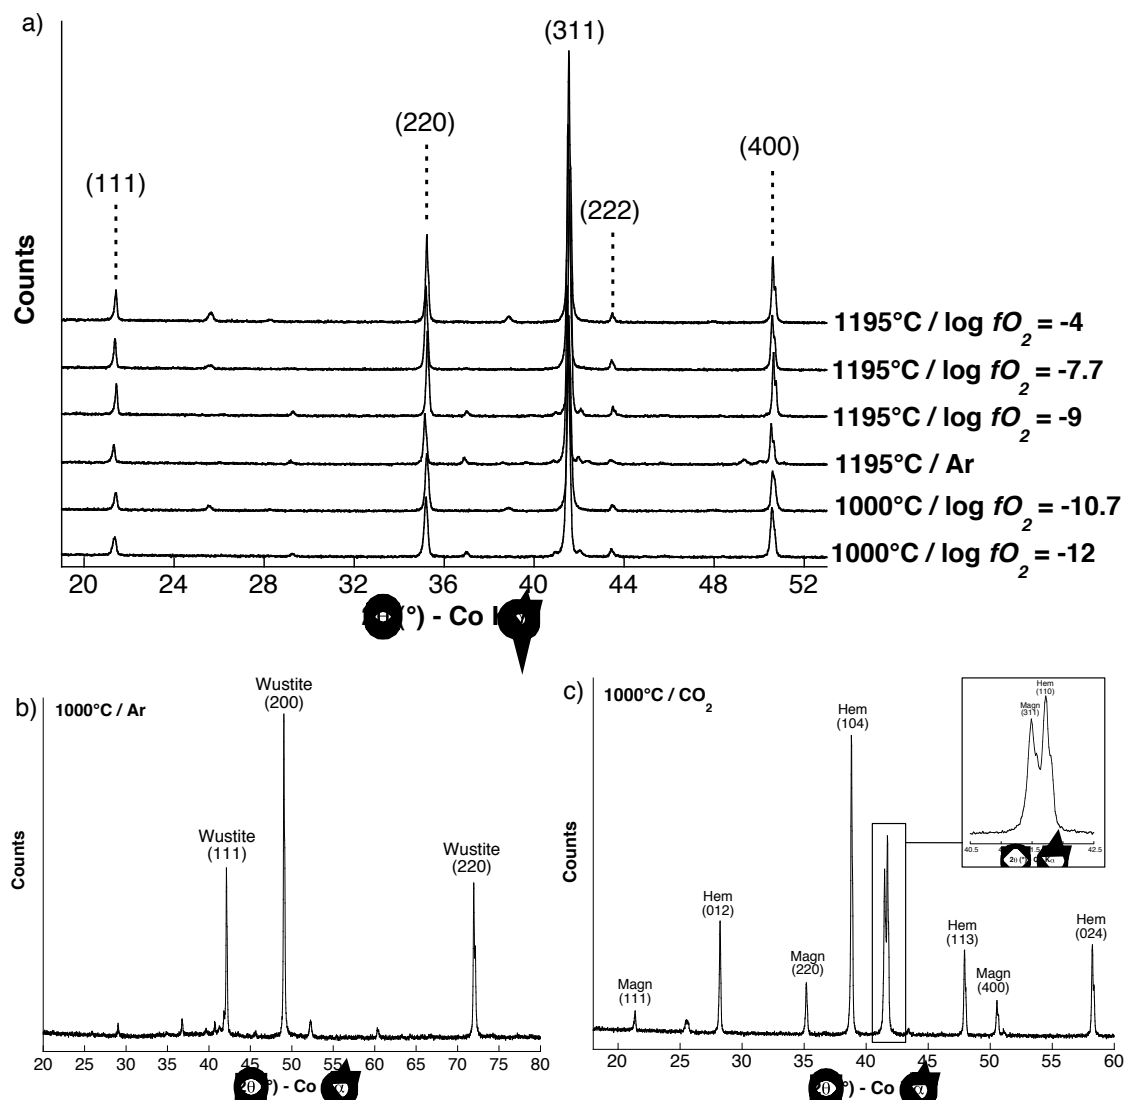 a)
(311)
(220)
(400)
(111)
(222)
Counts
1195°C / log fO2 = -4
1195°C / log fO2 = -7.7
1195°C / log fO2 = -9
1195°C / Ar
1000°C / log fO2 = -10.7
1000°C / log fO2 = -12
20 24 28 32 36 40 44 48 52
(°) - Co
b)
1000°C / Ar
Wustite
(200)
Wustite
(111)
Wustite
(220)
Counts
20 25 30 35 40 45 50 55 60 65 70 75 80
2θ (°) - Co α
c)
1000°C / CO2
Hem
(104)
Hem
(012)
Magn
(220)
Magn
(111)
Hem
(113)
Magn
(400)
Hem
(024)
Counts
20 25 30 35 40 45 50 55 60
2θ (°) - Co α
Hem
(110)
Magn
(311)
40.5 42.5
2θ (°) Kα